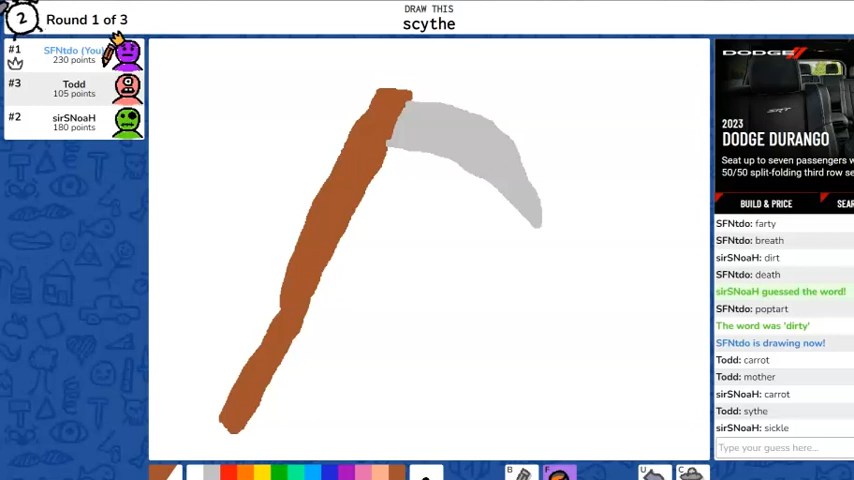 2
Round 1 of 3
DRAW THIS
scythe
#1
SFNtdo (You)
230 points
#3
Todd
105 points
#2
sirSNoaH
180 points
DODGE
SRT
2023
DODGE DURANGO
Seat up to seven passengers w
50/50 split-folding third row se
BUILD & PRICE
SEAR
SFNtdo: farty
SFNtdo: breath
sirSNoaH: dirt
SFNtdo: death
sirSNoaH guessed the word!
SFNtdo: poptart
The word was 'dirty'
SFNtdo is drawing now!
Todd: carrot
Todd: mother
sirSNoaH: carrot
Todd: sythe
sirSNoaH: sickle
Type your guess here...
B
F
U
C